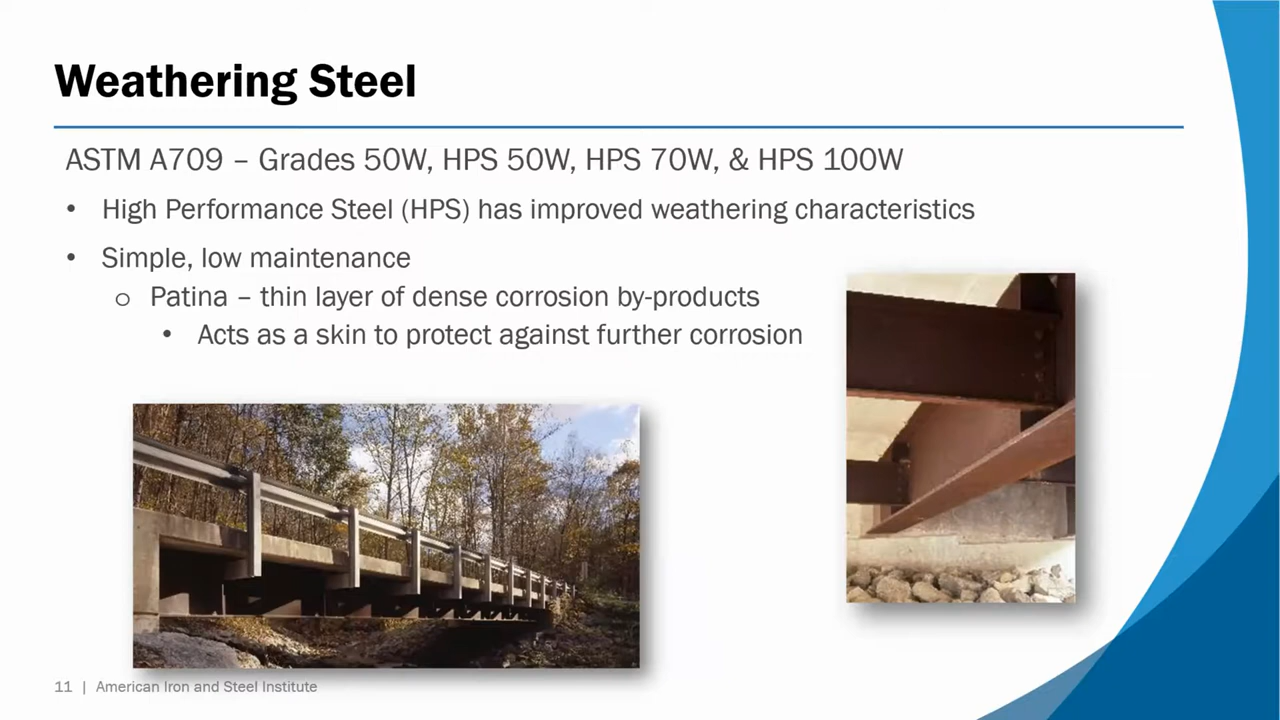 Weathering Steel
ASTM A709 – Grades 50W, HPS 50W, HPS 70W, & HPS 100W
• High Performance Steel (HPS) has improved weathering characteristics
• Simple, low maintenance
o Patina – thin layer of dense corrosion by-products
• Acts as a skin to protect against further corrosion
11 | American Iron and Steel Institute